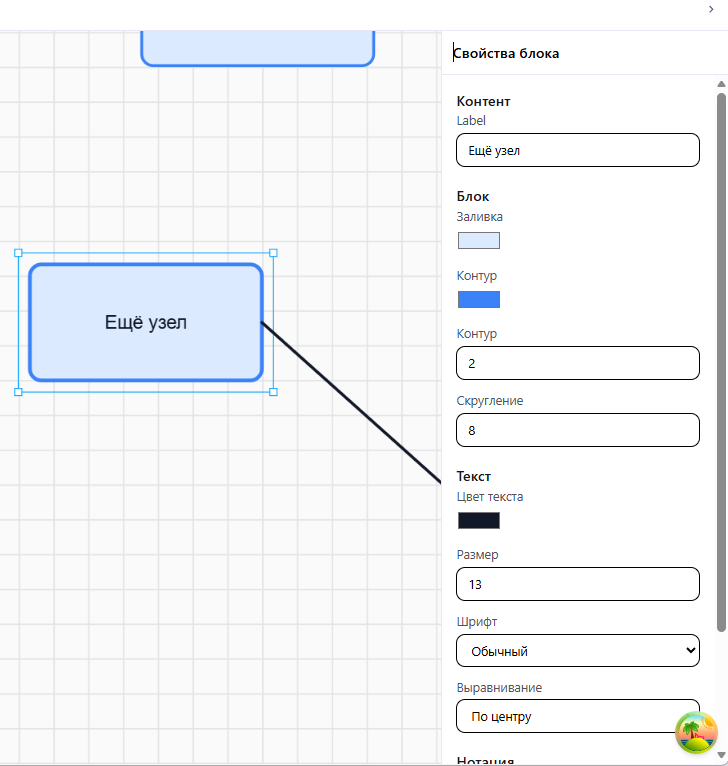 Свойства блока
Контент
Label
Ещё узел
Блок
Заливка
Контур
Контур
2
Скругление
8
Текст
Цвет текста
Размер
13
Шрифт
Обычный
Выравнивание
По центру
Нотация
Ещё узел